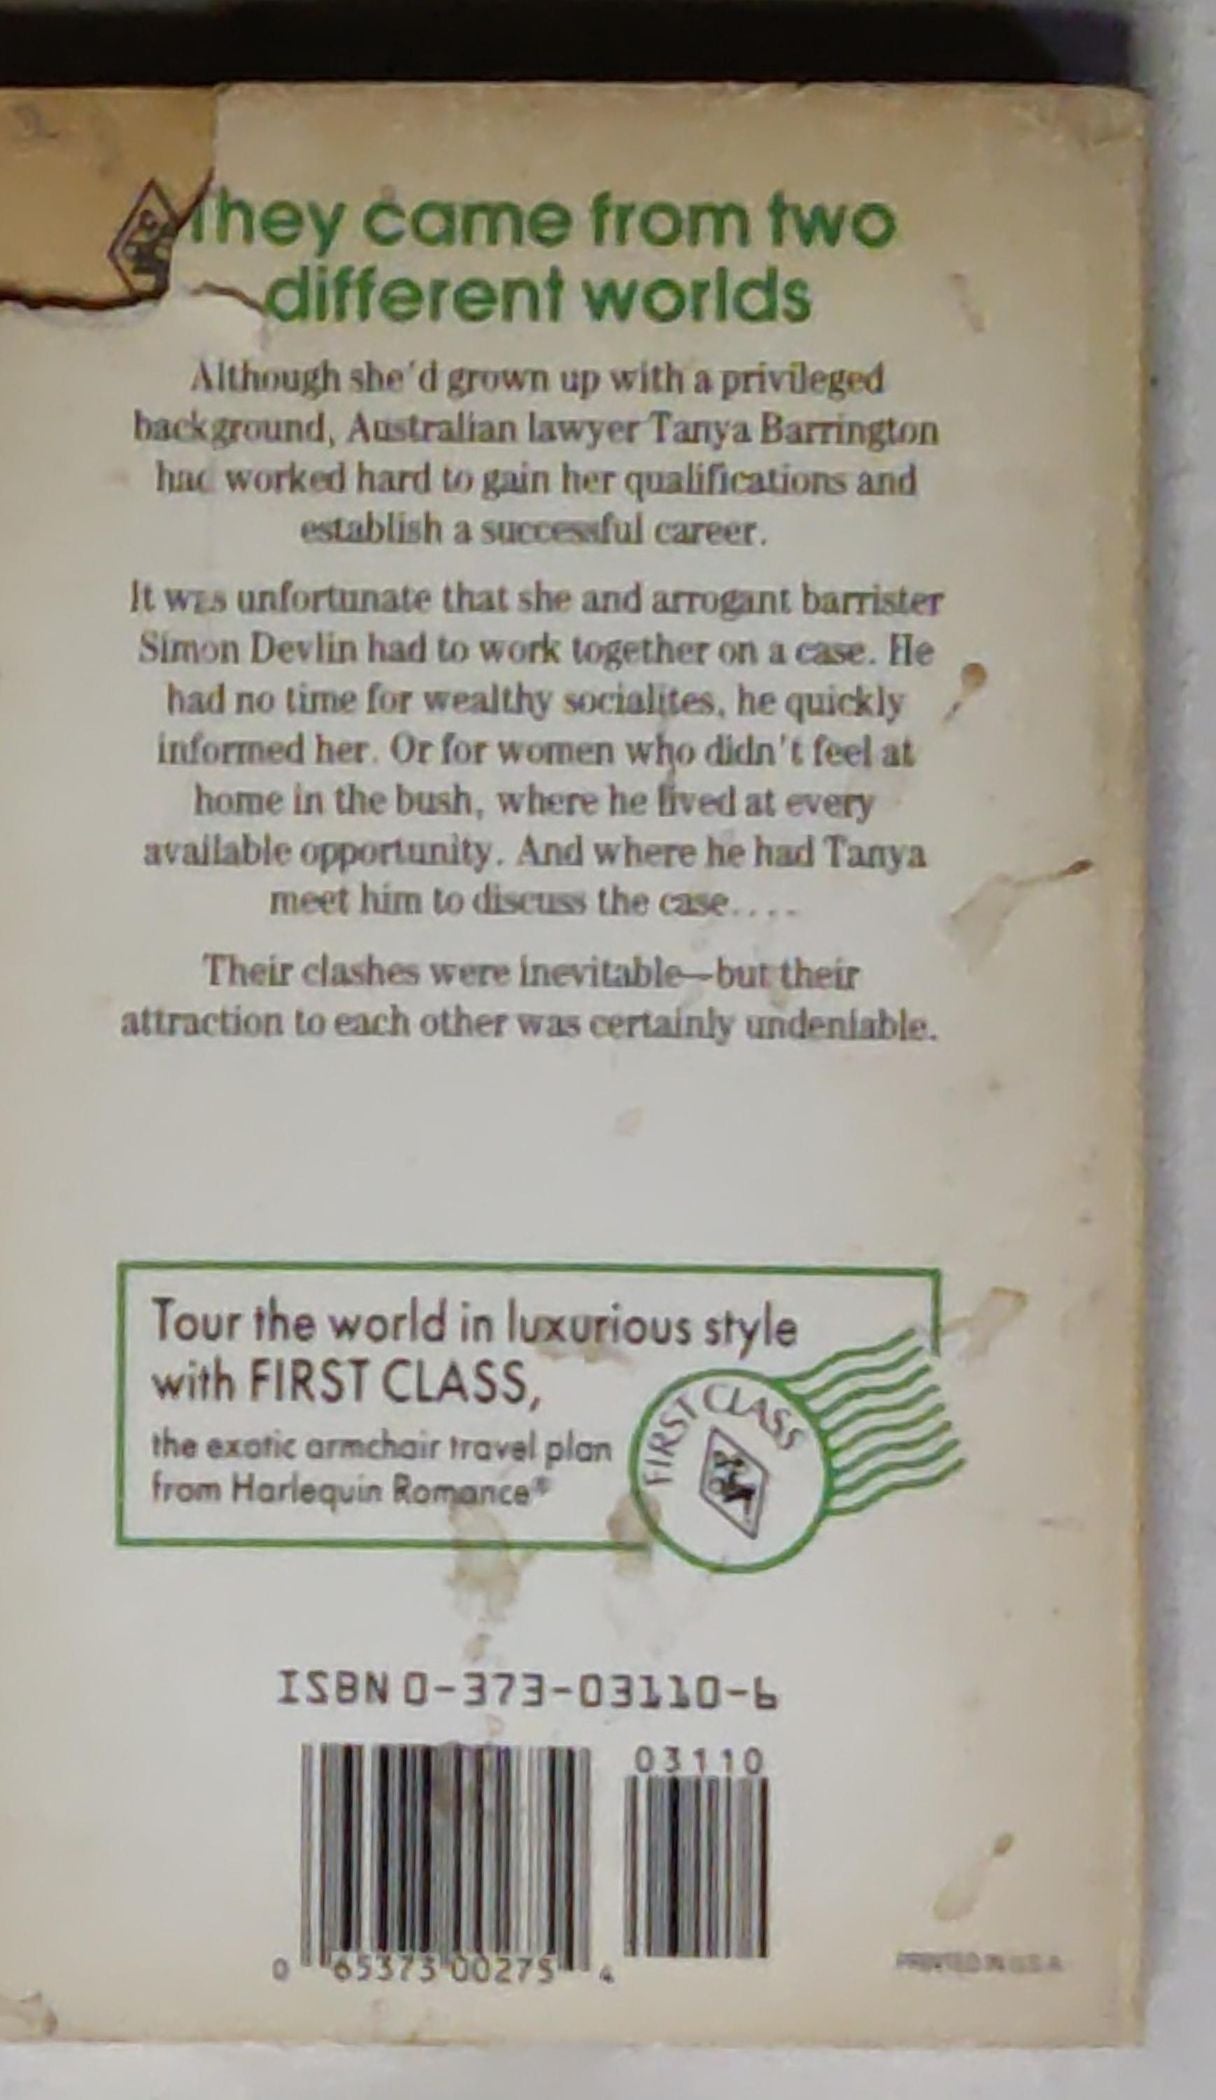 They came from two
different worlds
Although she'd grown up with a privileged
background, Australian lawyer Tanya Barrington
had worked hard to gain her qualifications and
establish a successful career.
It was unfortunate that she and arrogant barrister
Simon Devlin had to work together on a case. He
had no time for wealthy socialites, he quickly
informed her. Or for women who didn't feel at
home in the bush, where he lived at every
available opportunity. And where he had Tanya
meet him to discuss the case....
Their clashes were inevitable—but their
attraction to each other was certainly undeniable.
Tour the world in luxurious style
with FIRST CLASS,
the exotic armchair travel plan
from Harlequin Romance®
FIRST CLASS
ISBN 0-373-03110-6
03110
0 65373 00275 4
PRINTED IN U.S.A.